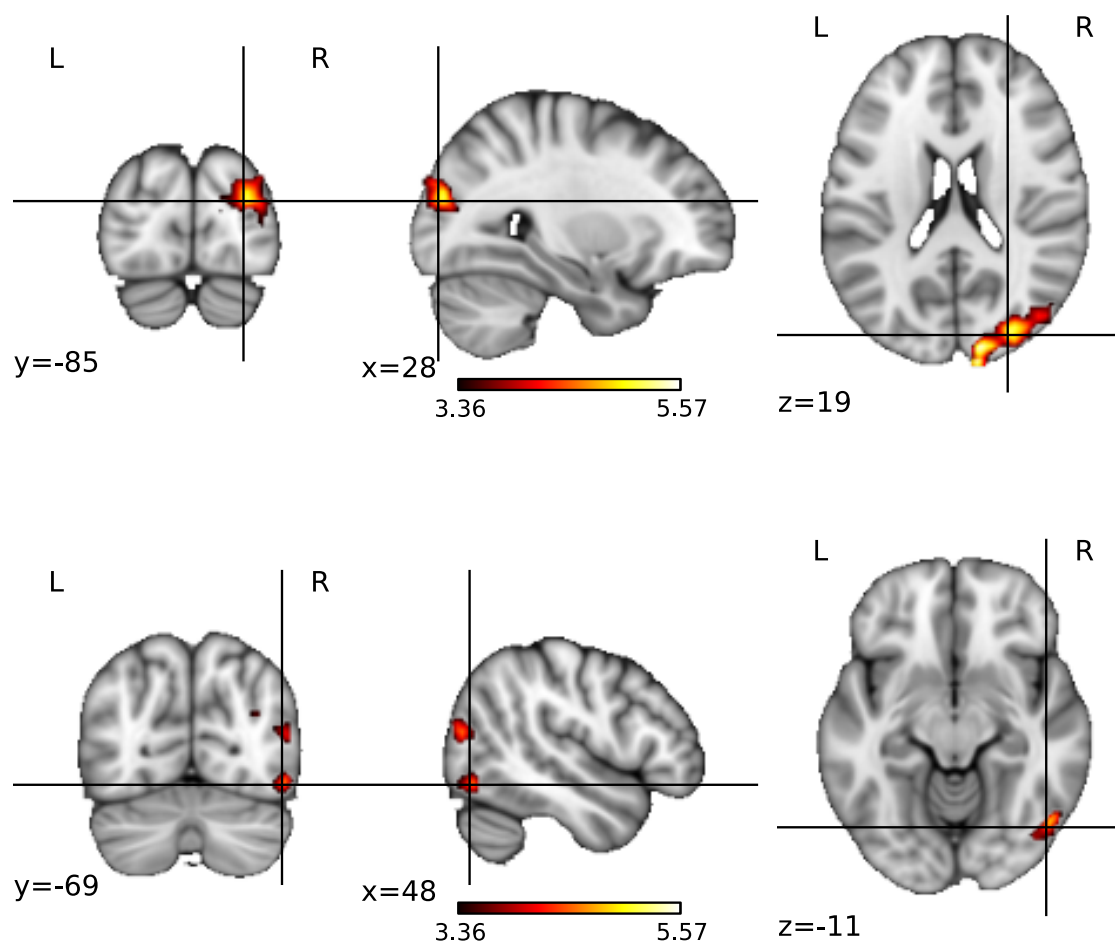 L R L R
y=-85 x=28 z=19
3.36 5.57
L R L R
y=-69 x=48 z=-11
3.36 5.57